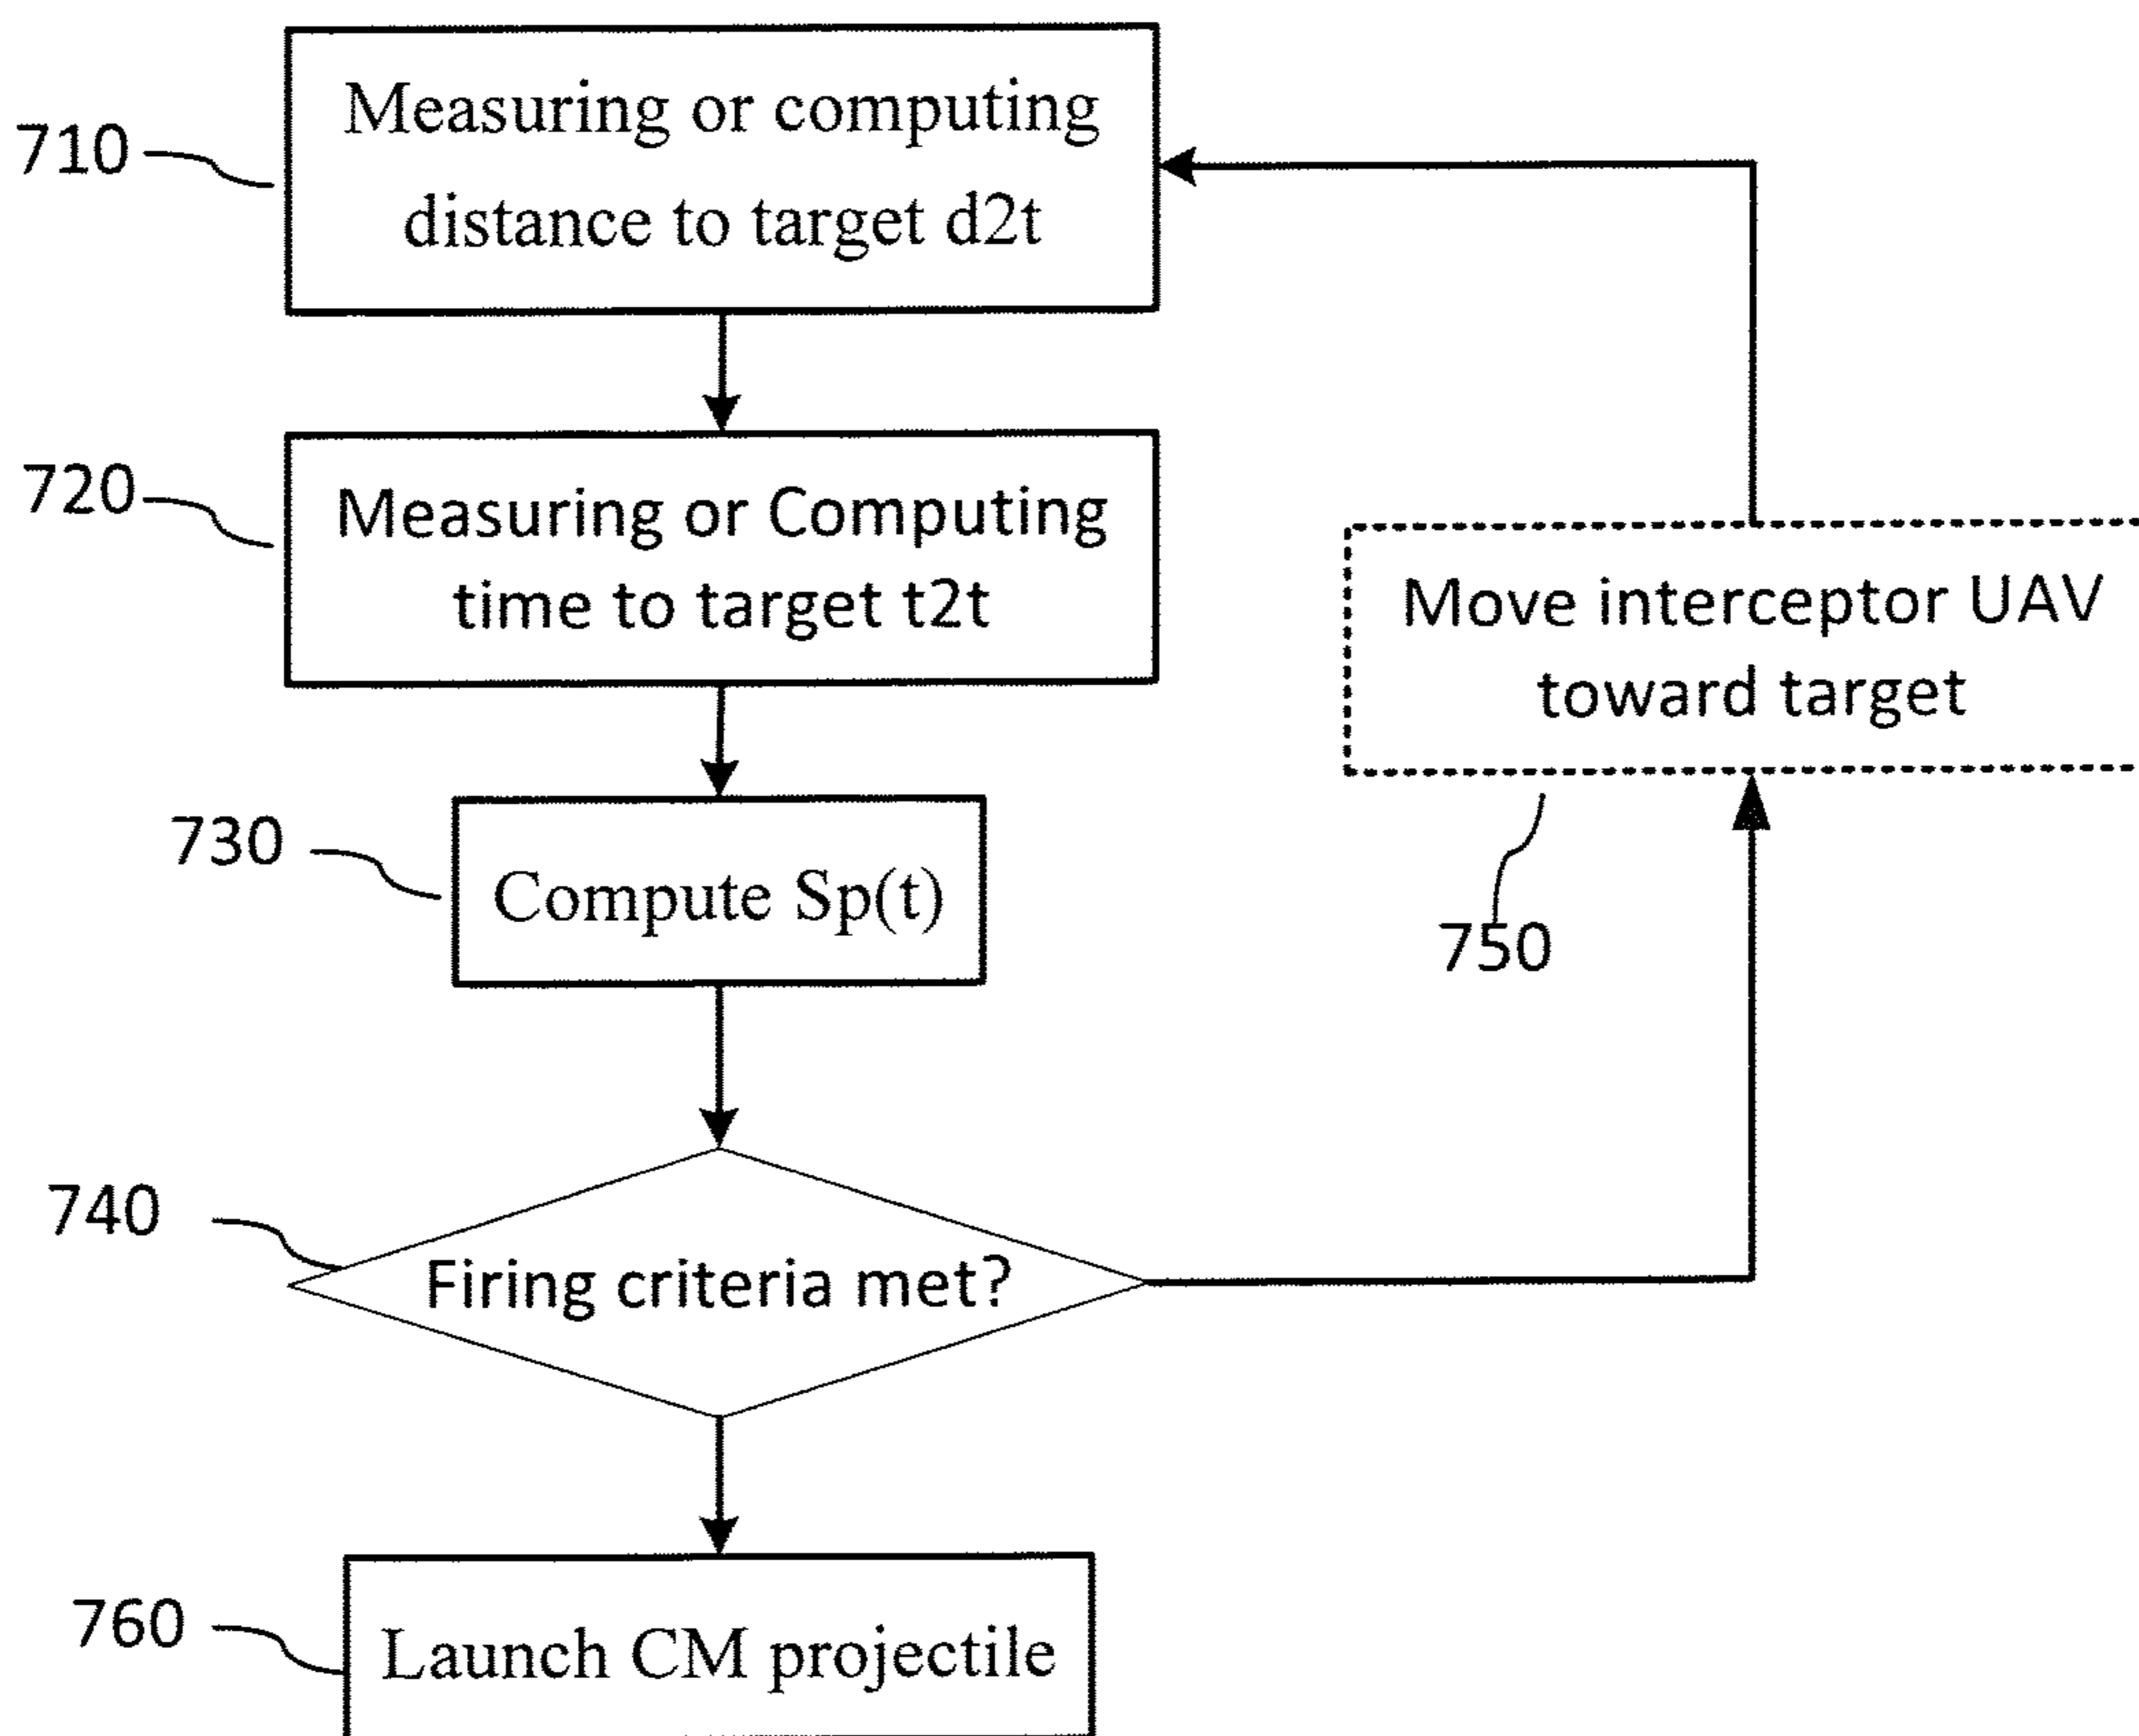 710
Measuring or computing
distance to target d2t
720
Measuring or Computing
time to target t2t
Move interceptor UAV
toward target
730
Compute Sp(t)
750
740
Firing criteria met?
760
Launch CM projectile